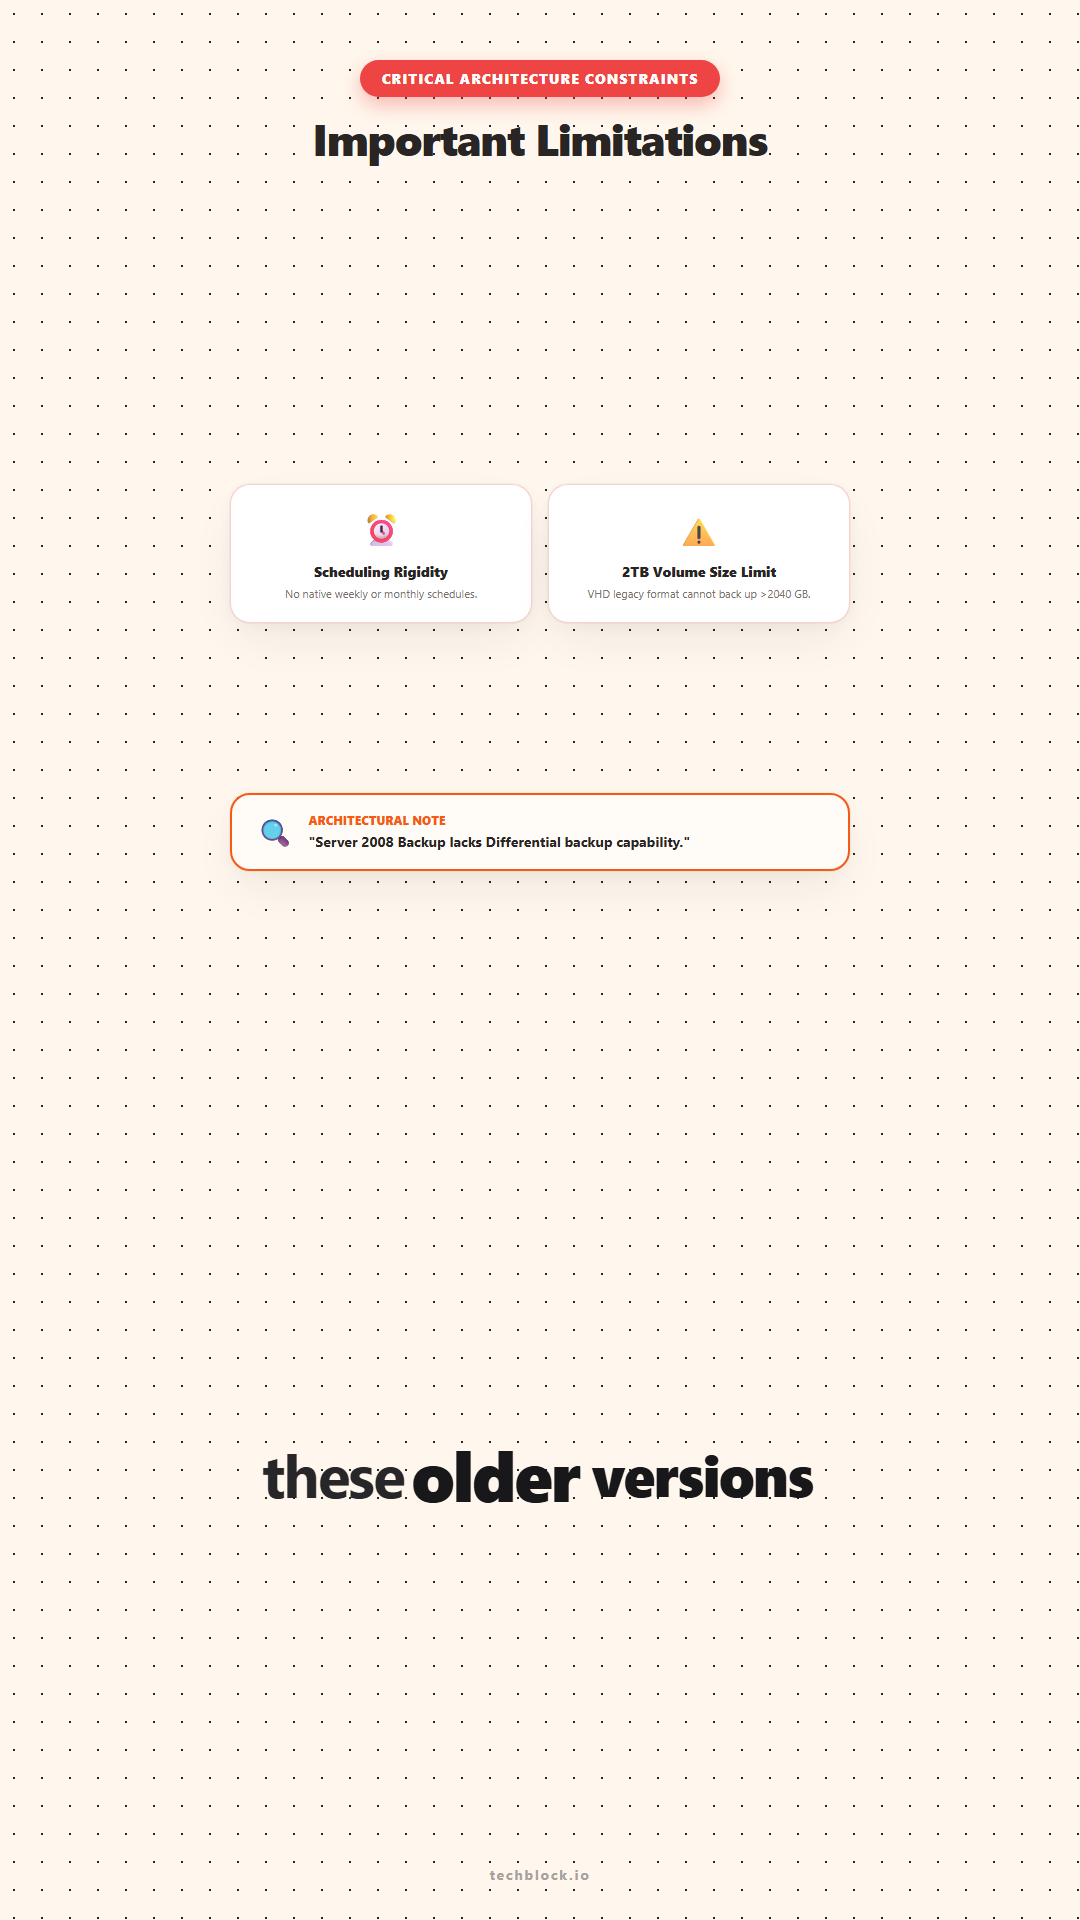 CRITICAL ARCHITECTURE CONSTRAINTS
Important Limitations
Scheduling Rigidity
No native weekly or monthly schedules.
2TB Volume Size Limit
VHD legacy format cannot back up >2040 GB.
ARCHITECTURAL NOTE
"Server 2008 Backup lacks Differential backup capability."
these older versions
techblock.io